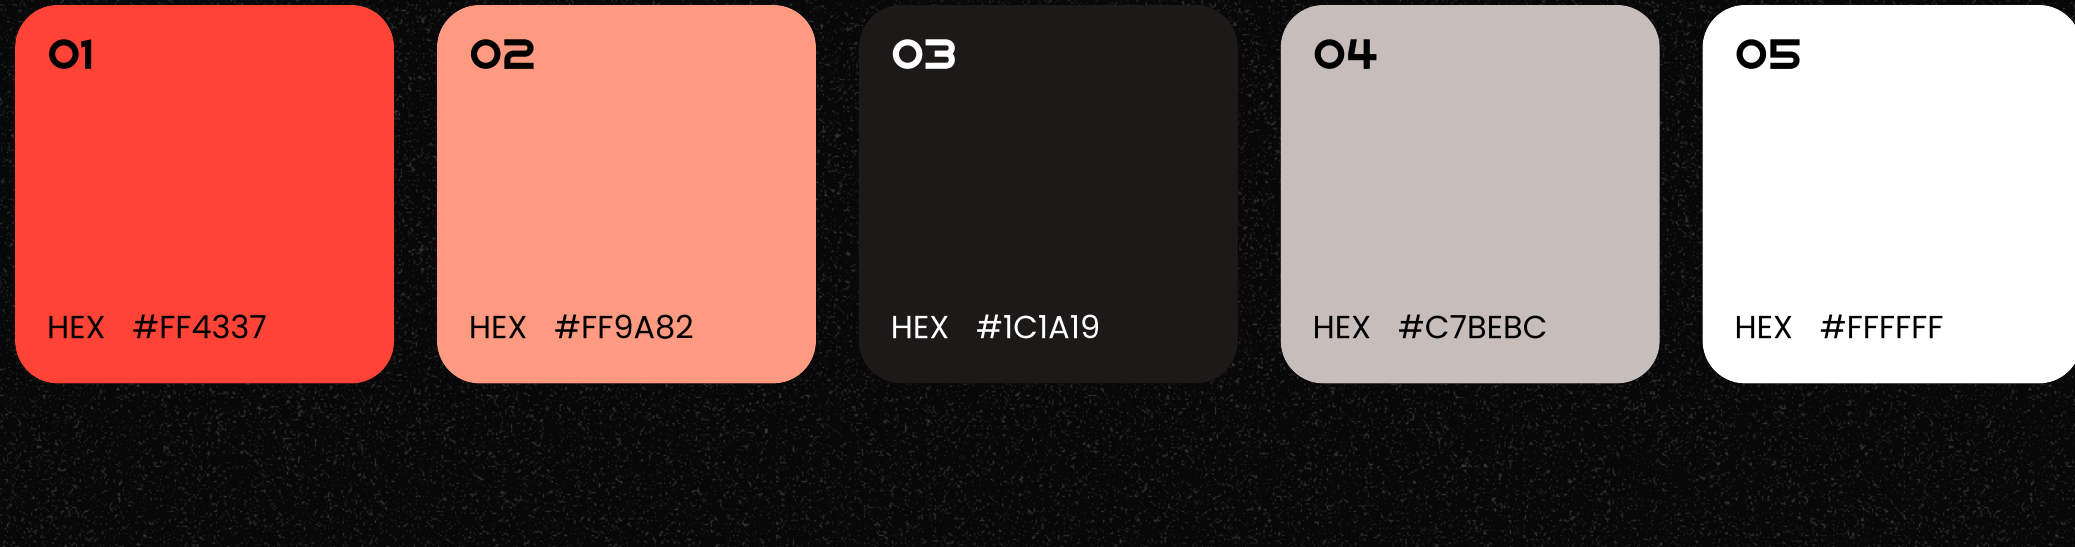 01
HEX #FF4337
02
HEX #FF9A82
03
HEX #1C1A19
04
HEX #C7BEBC
05
HEX #FFFFFF